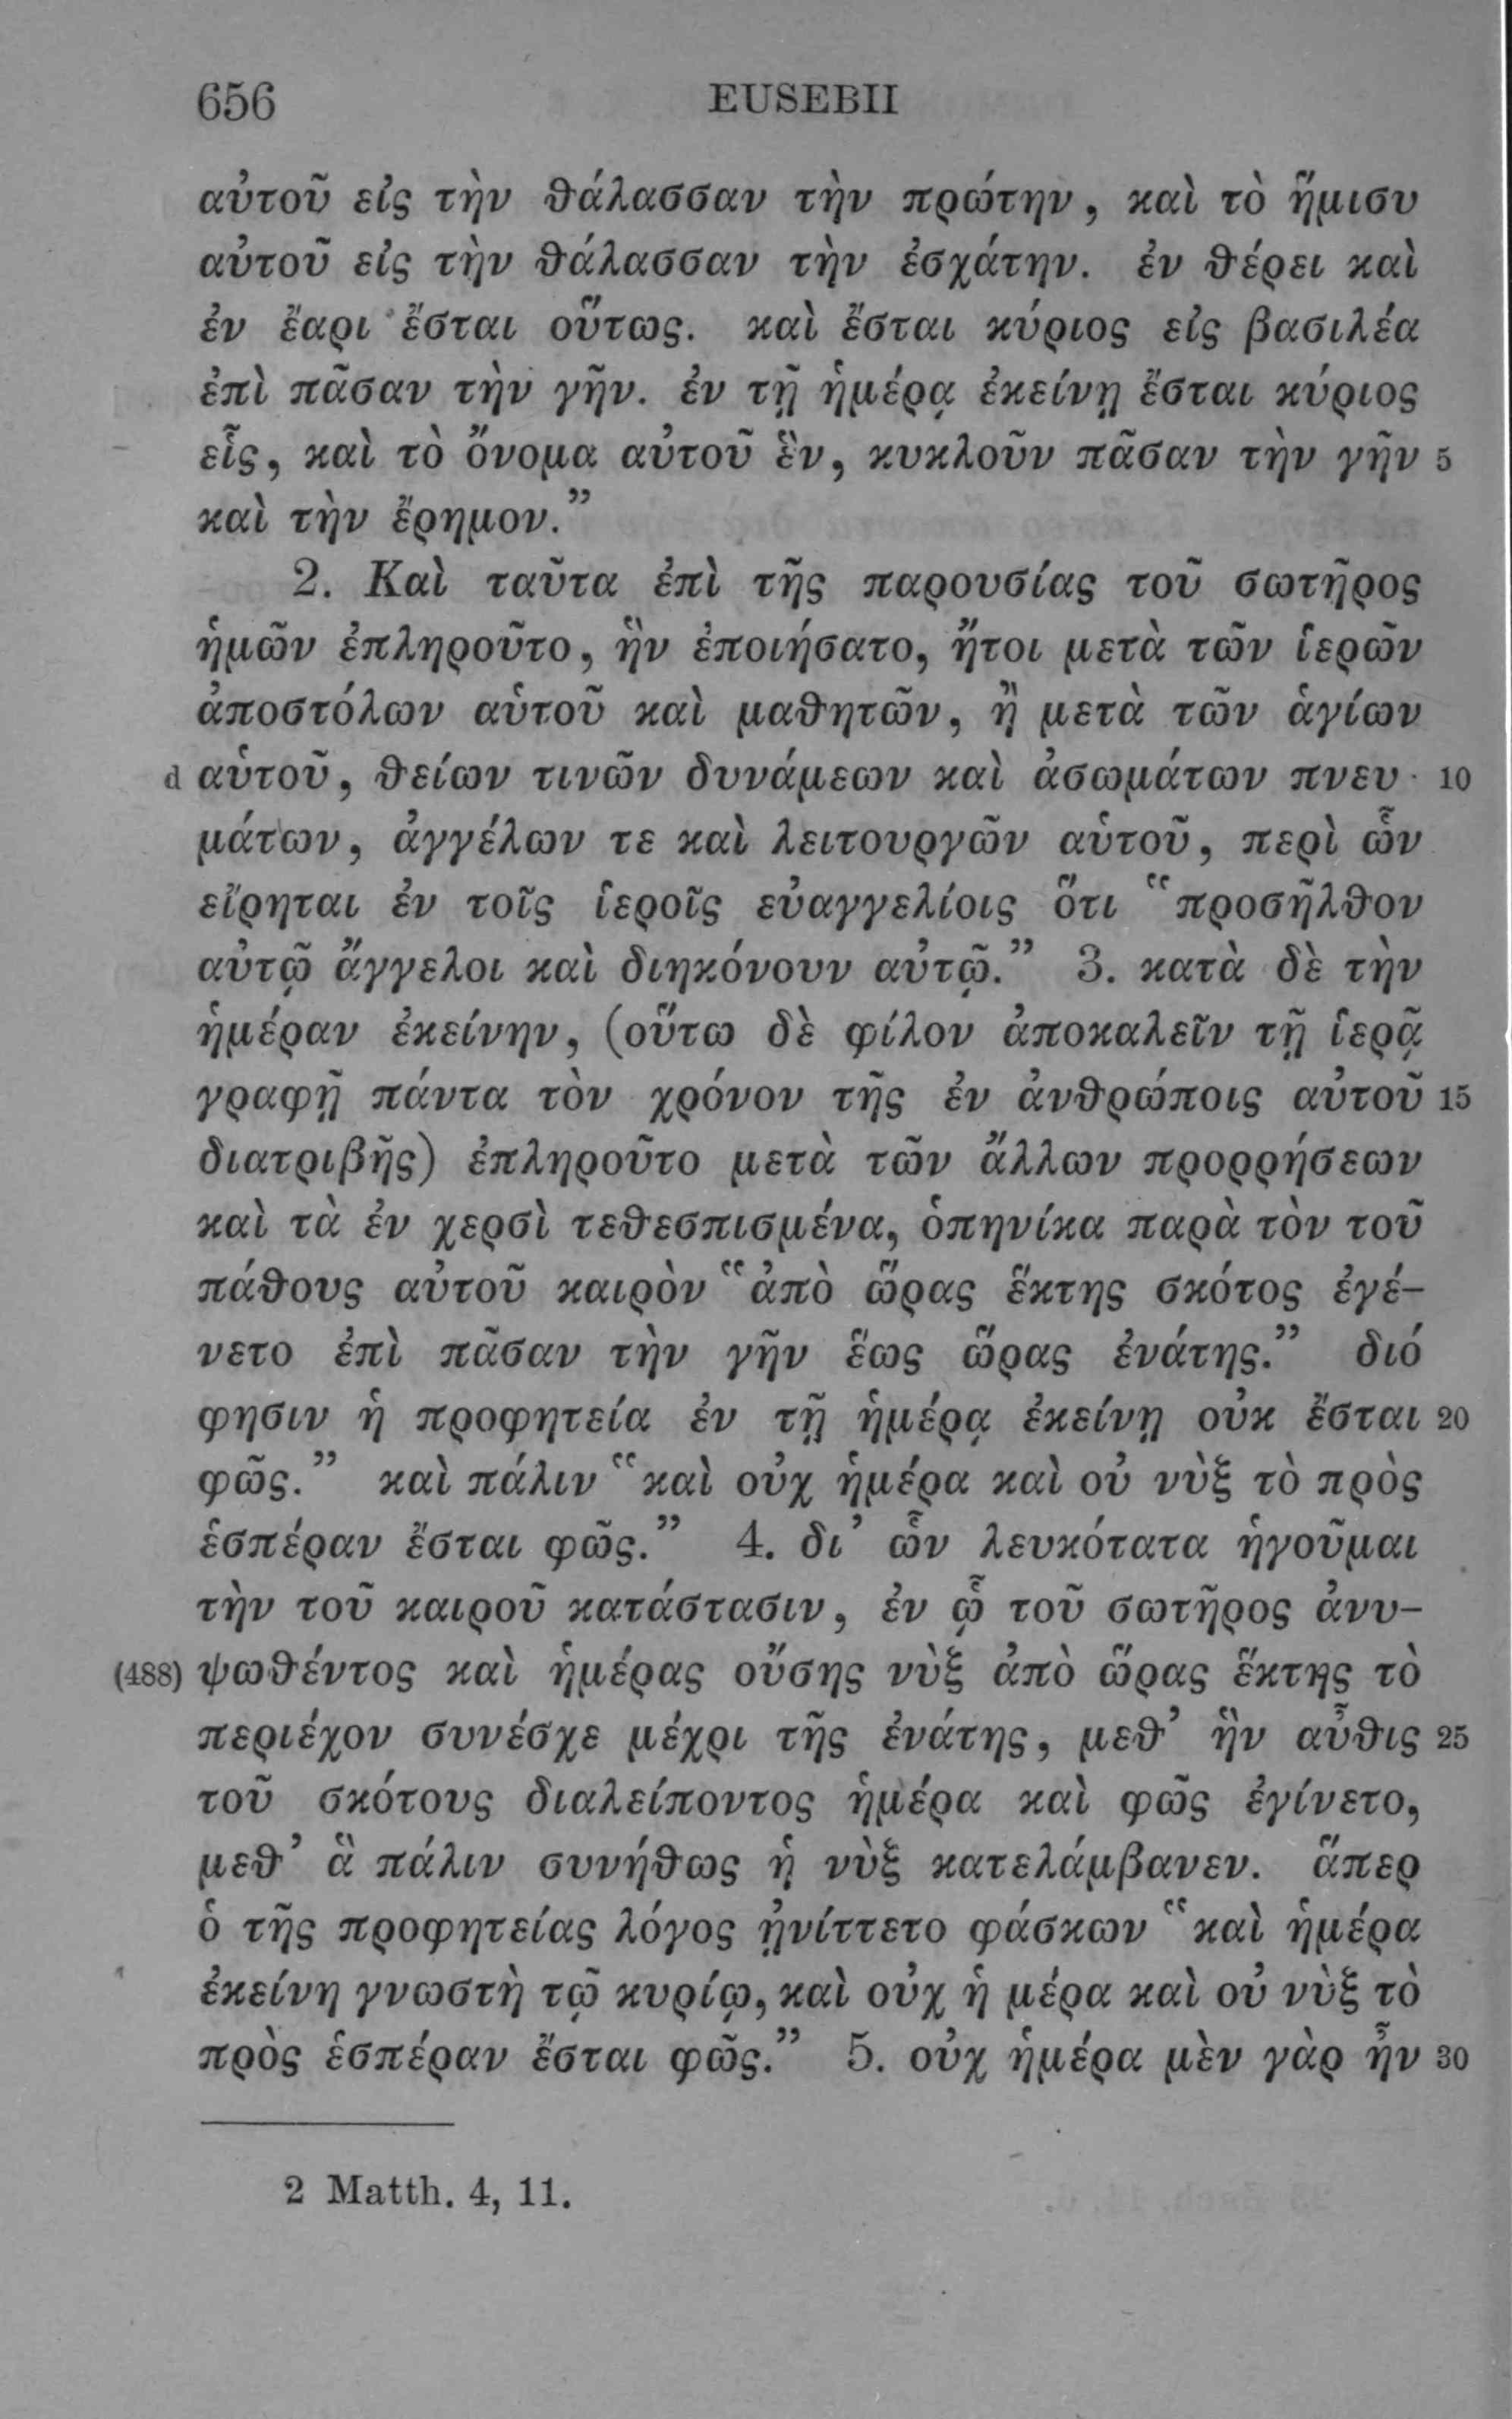 656 EUSEBII
αὐτοῦ εἰς τὴν θάλασσαν τὴν πρώτην, καὶ τὸ ἥμισυ
αὐτοῦ εἰς τὴν θάλασσαν τὴν ἐσχάτην. ἐν θέρει καὶ
ἐν ἔαρι ἔσται οὕτως. καὶ ἔσται κύριος εἰς βασιλέα
ἐπὶ πᾶσαν τὴν γῆν. ἐν τῇ ἡμέρᾳ ἐκείνῃ ἔσται κύριος
εἷς, καὶ τὸ ὄνομα αὐτοῦ ἓν, κυκλοῦν πᾶσαν τὴν γῆν 5
καὶ τὴν ἔρημον.”
2. Καὶ ταῦτα ἐπὶ τῆς παρουσίας τοῦ σωτῆρος
ἡμῶν ἐπληροῦτο, ἣν ἐποιήσατο, ἤτοι μετὰ τῶν ἱερῶν
ἀποστόλων αὑτοῦ καὶ μαθητῶν, ἢ μετὰ τῶν ἁγίων
d αὑτοῦ, θείων τινῶν δυνάμεων καὶ ἀσωμάτων πνευ- 10
μάτων, ἀγγέλων τε καὶ λειτουργῶν αὑτοῦ, περὶ ὧν
εἴρηται ἐν τοῖς ἱεροῖς εὐαγγελίοις ὅτι “προσῆλθον
αὐτῷ ἄγγελοι καὶ διηκόνουν αὐτῷ.” 3. κατὰ δὲ τὴν
ἡμέραν ἐκείνην, (οὕτω δὲ φίλον ἀποκαλεῖν τῇ ἱερᾷ
γραφῇ πάντα τὸν χρόνον τῆς ἐν ἀνθρώποις αὐτοῦ 15
διατριβῆς) ἐπληροῦτο μετὰ τῶν ἄλλων προρρήσεων
καὶ τὰ ἐν χερσὶ τεθεσπισμένα, ὁπηνίκα παρὰ τὸν τοῦ
πάθους αὐτοῦ καιρὸν “ἀπὸ ὥρας ἕκτης σκότος ἐγέ-
νετο ἐπὶ πᾶσαν τὴν γῆν ἕως ὥρας ἐνάτης.” διό
φησιν ἡ προφητεία ἐν τῇ ἡμέρᾳ ἐκείνῃ οὐκ ἔσται 20
φῶς.” καὶ πάλιν “καὶ οὐχ ἡμέρα καὶ οὐ νὺξ τὸ πρὸς
ἑσπέραν ἔσται φῶς.” 4. δι’ ὧν λευκότατα ἡγοῦμαι
τὴν τοῦ καιροῦ κατάστασιν, ἐν ᾧ τοῦ σωτῆρος ἀνυ-
(488) ψωθέντος καὶ ἡμέρας οὔσης νὺξ ἀπὸ ὥρας ἕκτης τὸ
περιέχον συνέσχε μέχρι τῆς ἐνάτης, μεθ’ ἣν αὖθις 25
τοῦ σκότους διαλείποντος ἡμέρα καὶ φῶς ἐγίνετο,
μεθ’ ἃ πάλιν συνήθως ἡ νὺξ κατελάμβανεν. ἅπερ
ὁ τῆς προφητείας λόγος ᾐνίττετο φάσκων “καὶ ἡμέρα
ἐκείνη γνωστὴ τῷ κυρίῳ, καὶ οὐχ ἡ μέρα καὶ οὐ νὺξ τὸ
πρὸς ἑσπέραν ἔσται φῶς.” 5. οὐχ ἡμέρα μὲν γὰρ ἦν 30
2 Matth. 4, 11.